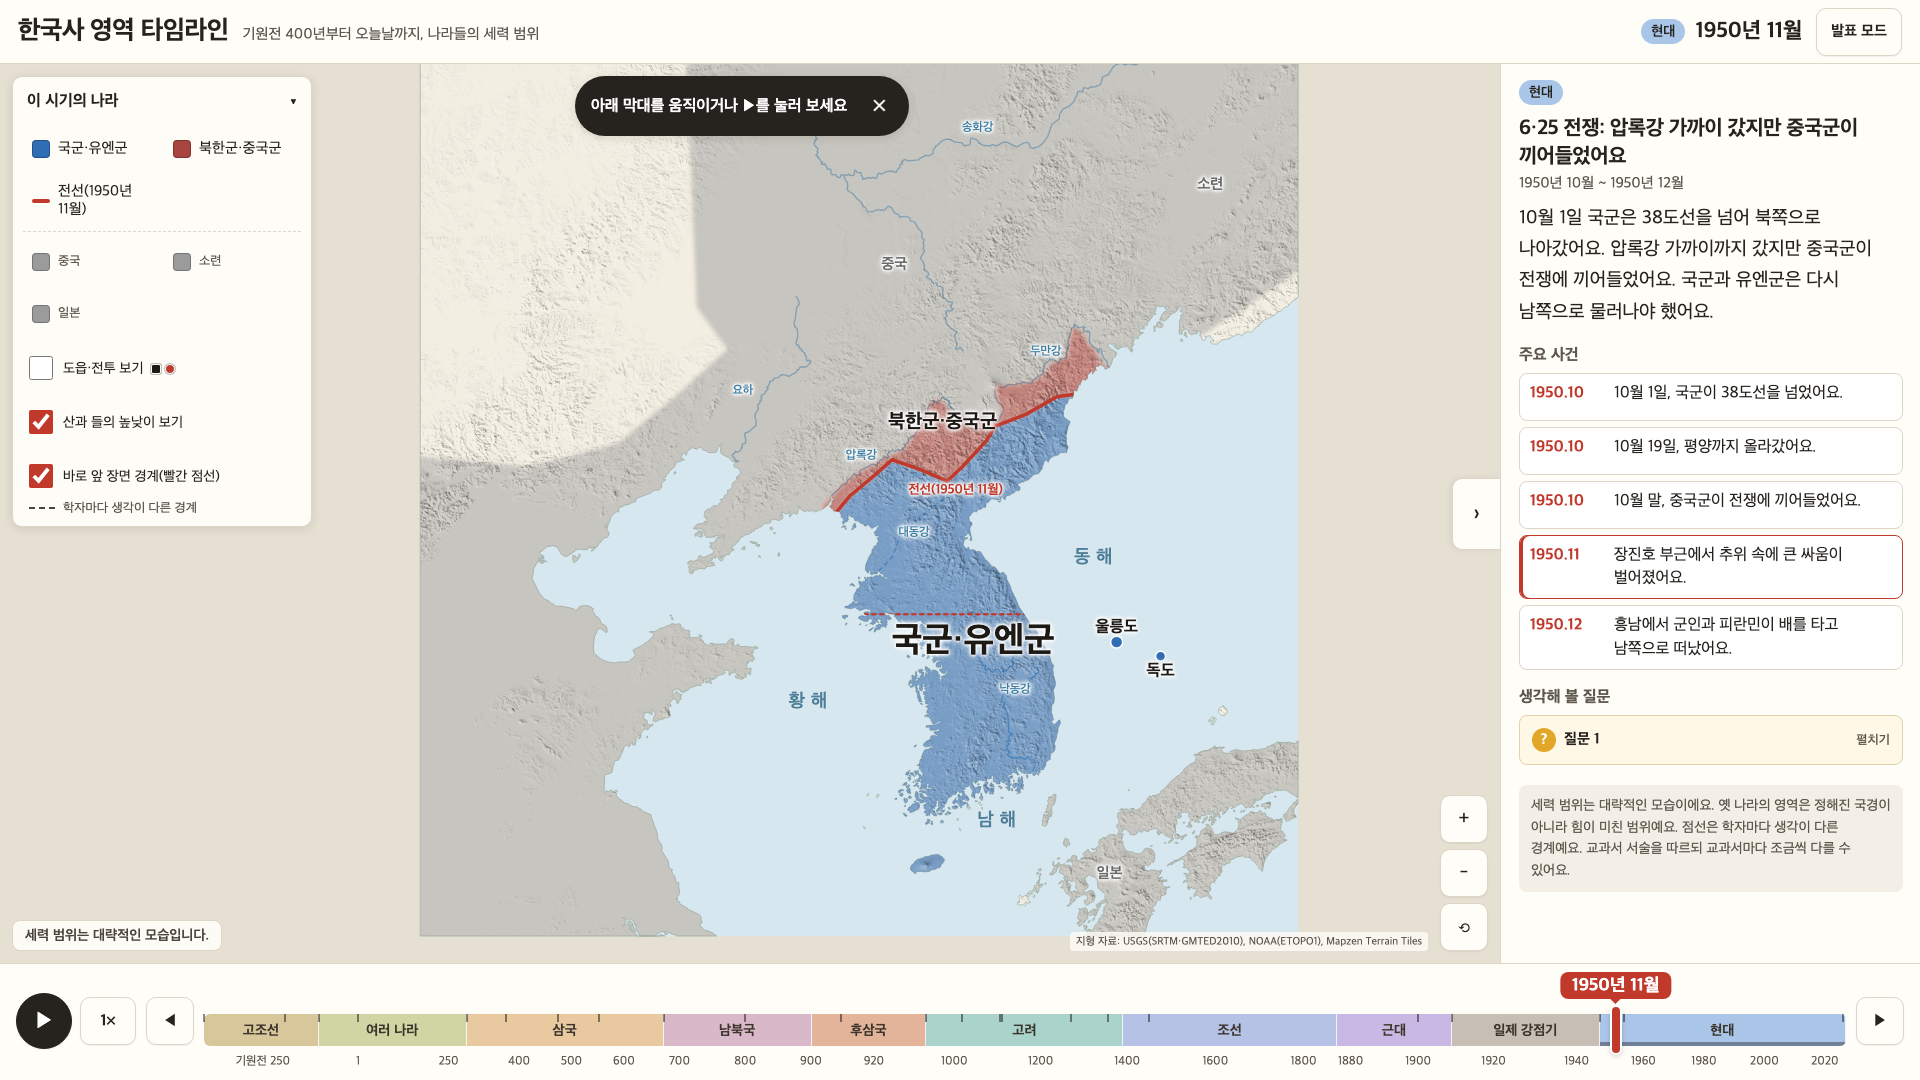 한국사 영역 타임라인
기원전 400년부터 오늘날까지, 나라들의 세력 범위
현대
1950년 11월
발표 모드
이 시기의 나라
▼
국군·유엔군
북한군·중국군
전선(1950년
11월)
중국
소련
일본
도읍·전투 보기
산과 들의 높낮이 보기
바로 앞 장면 경계(빨간 점선)
학자마다 생각이 다른 경계
아래 막대를 움직이거나 ▶를 눌러 보세요 ✕
송화강
소련
중국
두만강
요하
북한군·중국군
압록강
전선(1950년 11월)
대동강
동 해
국군·유엔군
울릉도
독도
낙동강
황 해
남 해
일본
세력 범위는 대략적인 모습입니다.
지형 자료: USGS(SRTM·GMTED2010), NOAA(ETOPO1), Mapzen Terrain Tiles
›
+
−
⟲
현대
6·25 전쟁: 압록강 가까이 갔지만 중국군이
끼어들었어요
1950년 10월 ~ 1950년 12월
10월 1일 국군은 38도선을 넘어 북쪽으로
나아갔어요. 압록강 가까이까지 갔지만 중국군이
전쟁에 끼어들었어요. 국군과 유엔군은 다시
남쪽으로 물러나야 했어요.
주요 사건
1950.10 10월 1일, 국군이 38도선을 넘었어요.
1950.10 10월 19일, 평양까지 올라갔어요.
1950.10 10월 말, 중국군이 전쟁에 끼어들었어요.
1950.11 장진호 부근에서 추위 속에 큰 싸움이
벌어졌어요.
1950.12 흥남에서 군인과 피란민이 배를 타고
남쪽으로 떠났어요.
생각해 볼 질문
? 질문 1 펼치기
세력 범위는 대략적인 모습이에요. 옛 나라의 영역은 정해진 국경이
아니라 힘이 미친 범위예요. 점선은 학자마다 생각이 다른
경계예요. 교과서 서술을 따르되 교과서마다 조금씩 다를 수
있어요.
1950년 11월
1×
고조선 여러 나라 삼국 남북국 후삼국 고려 조선 근대 일제 강점기 현대
기원전 250 1 250 400 500 600 700 800 900 920 1000 1200 1400 1600 1800 1880 1900 1920 1940 1960 1980 2000 2020